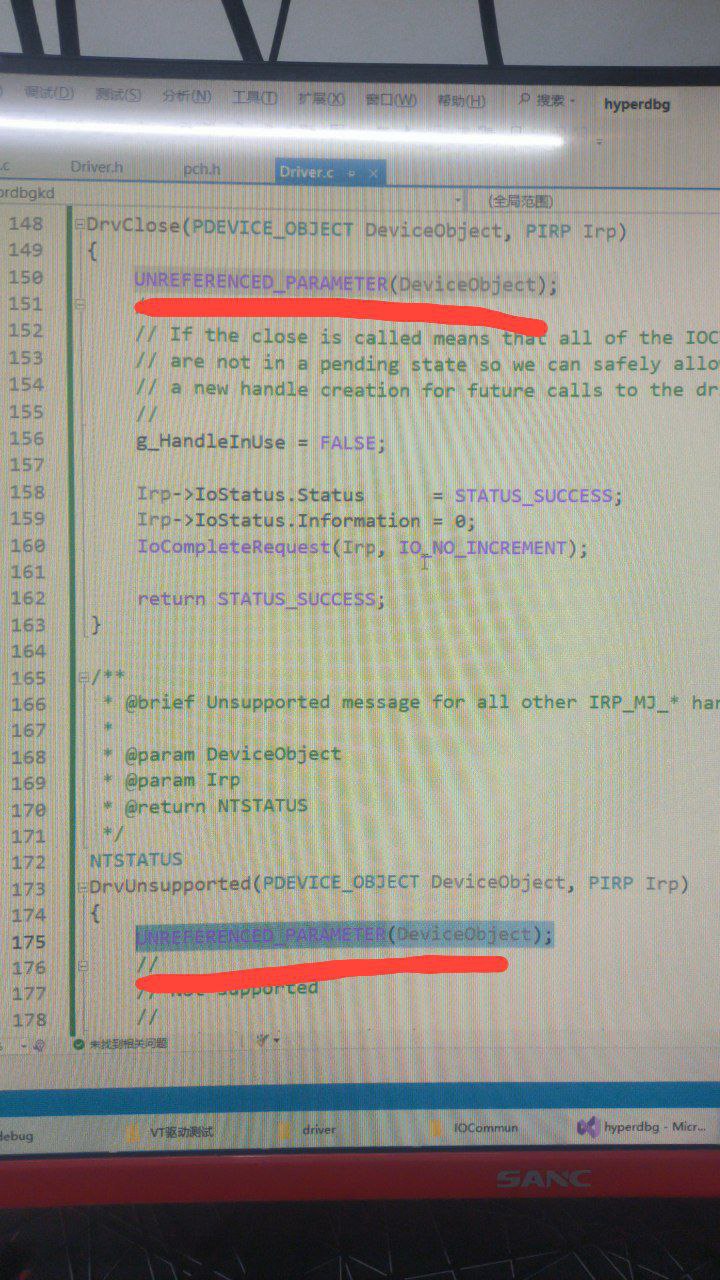 调试(D) 测试(S) 分析(N) 工具(T) 扩展(X) 窗口(W) 帮助(H) 搜索 hyperdbg
.c Driver.h pch.h Driver.c
ordbgkd (全局范围)
148 DrvClose(PDEVICE_OBJECT DeviceObject, PIRP Irp)
149 {
150 UNREFERENCED_PARAMETER(DeviceObject);
151
152 // If the close is called means that all of the IOC
153 // are not in a pending state so we can safely allo
154 // a new handle creation for future calls to the dr
155 //
156 g_HandleInUse = FALSE;
157
158 Irp->IoStatus.Status = STATUS_SUCCESS;
159 Irp->IoStatus.Information = 0;
160 IoCompleteRequest(Irp, IO_NO_INCREMENT);
161
162 return STATUS_SUCCESS;
163 }
164
165 /**
166 * @brief Unsupported message for all other IRP_MJ_* han
167 *
168 * @param DeviceObject
169 * @param Irp
170 * @return NTSTATUS
171 */
172 NTSTATUS
173 DrvUnsupported(PDEVICE_OBJECT DeviceObject, PIRP Irp)
174 {
175 UNREFERENCED_PARAMETER(DeviceObject);
176 //
177 // Not supported
178 //
未找到相关问题
debug VT驱动测试 driver IOCommun hyperdbg - Micr...
SANC